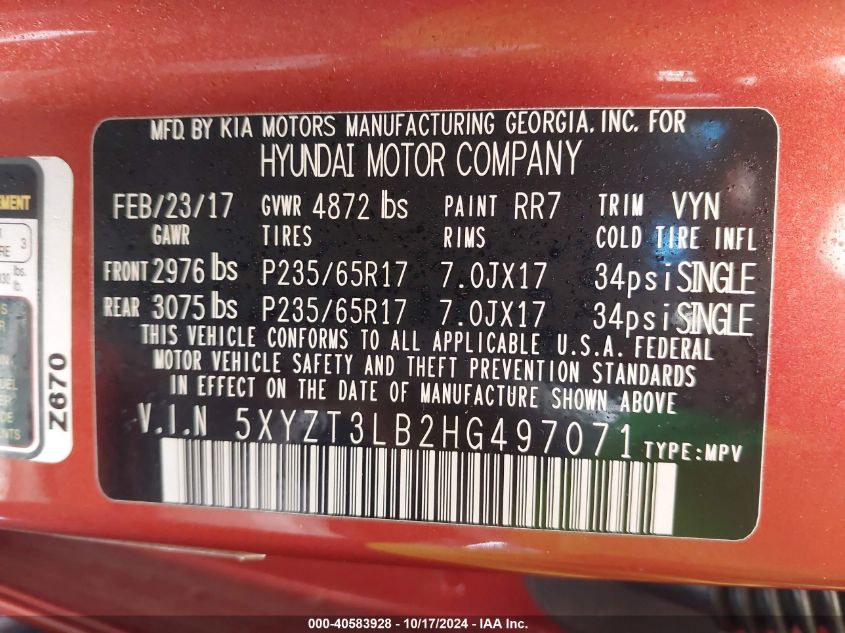 MFD. BY KIA MOTORS MANUFACTURING GEORGIA, INC. FOR
HYUNDAI MOTOR COMPANY
FEB/23/17 GVWR 4872 lbs PAINT RR7 TRIM VYN
GAWR TIRES RIMS COLD TIRE INFL
FRONT 2976 lbs P235/65R17 7.0JX17 34psi SINGLE
REAR 3075 lbs P235/65R17 7.0JX17 34psi SINGLE
THIS VEHICLE CONFORMS TO ALL APPLICABLE U.S.A. FEDERAL
MOTOR VEHICLE SAFETY AND THEFT PREVENTION STANDARDS
IN EFFECT ON THE DATE OF MANUFACTURE SHOWN ABOVE
V.I.N 5XYZT3LB2HG497071 TYPE:MPV
Z670
3
lbs.
000-40583928 - 10/17/2024 - IAA Inc.